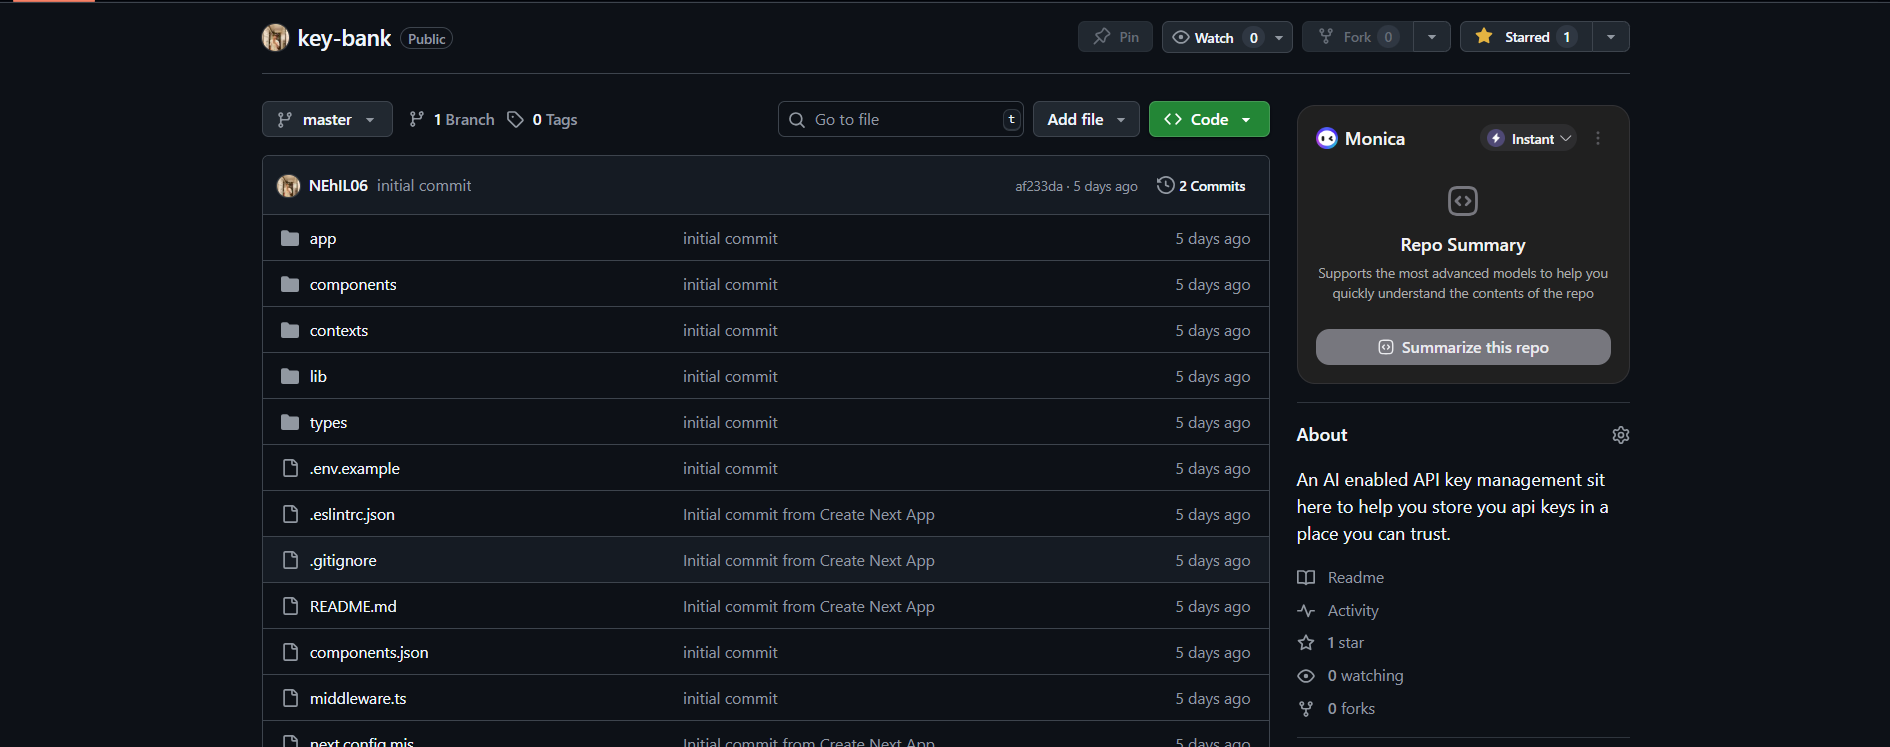 key-bank Public Pin Watch 0 Fork 0 Starred 1
master 1 Branch 0 Tags Go to file t Add file Code
NEhIL06 initial commit af233da · 5 days ago 2 Commits
app initial commit 5 days ago
components initial commit 5 days ago
contexts initial commit 5 days ago
lib initial commit 5 days ago
types initial commit 5 days ago
.env.example initial commit 5 days ago
.eslintrc.json Initial commit from Create Next App 5 days ago
.gitignore Initial commit from Create Next App 5 days ago
README.md Initial commit from Create Next App 5 days ago
components.json initial commit 5 days ago
middleware.ts initial commit 5 days ago
next.config.mjs Initial commit from Create Next App 5 days ago
Monica Instant
Repo Summary
Supports the most advanced models to help you
quickly understand the contents of the repo
Summarize this repo
About
An AI enabled API key management sit
here to help you store you api keys in a
place you can trust.
Readme
Activity
1 star
0 watching
0 forks